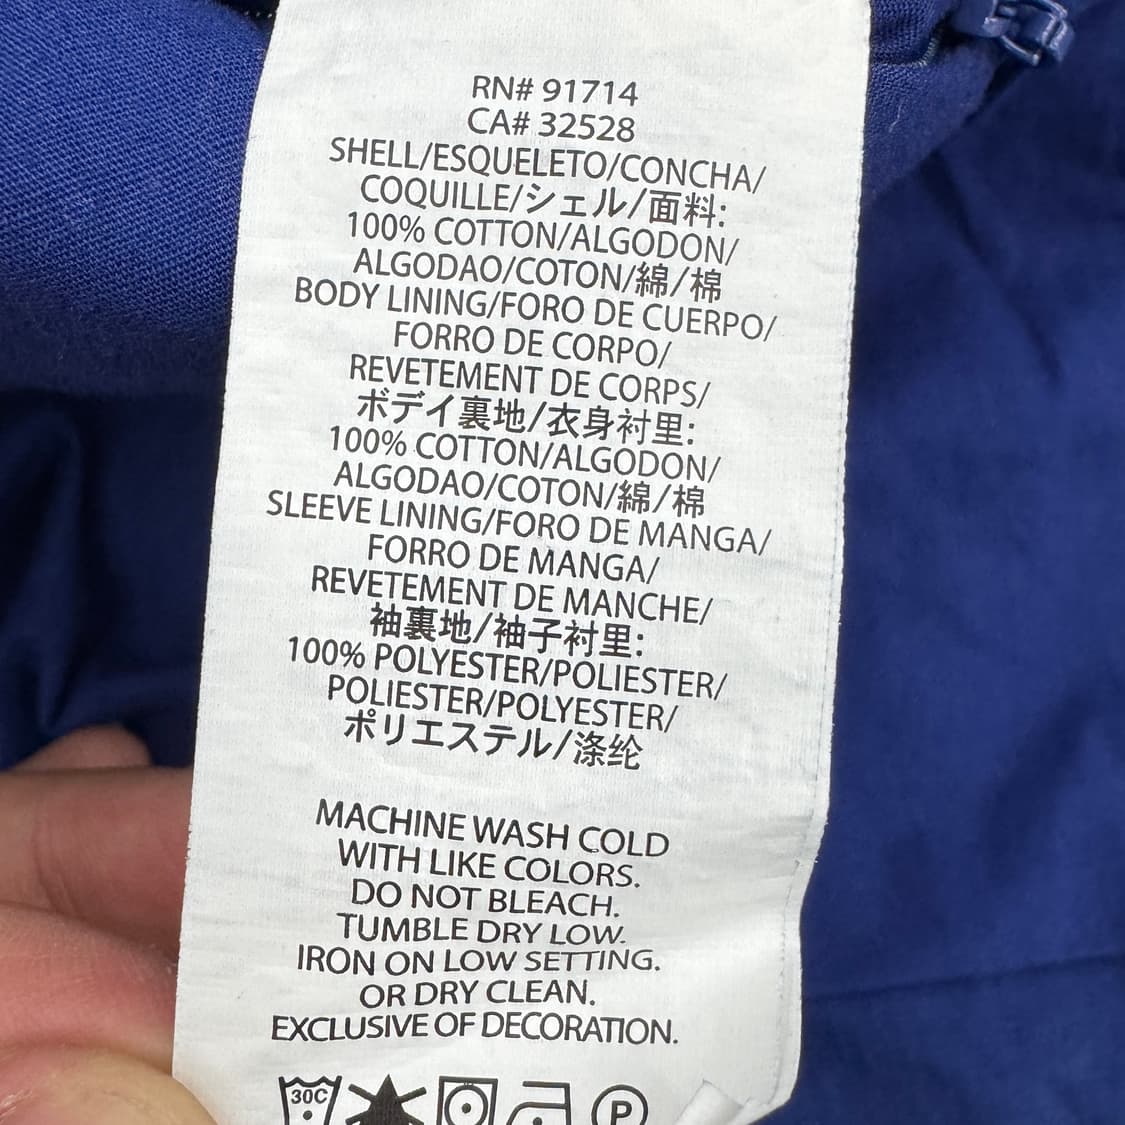 RN# 91714
CA# 32528
SHELL/ESQUELETO/CONCHA/
COQUILLE/シェル/面料:
100% COTTON/ALGODON/
ALGODAO/COTON/綿/棉
BODY LINING/FORO DE CUERPO/
FORRO DE CORPO/
REVETEMENT DE CORPS/
ボディ裏地/衣身衬里:
100% COTTON/ALGODON/
ALGODAO/COTON/綿/棉
SLEEVE LINING/FORO DE MANGA/
FORRO DE MANGA/
REVETEMENT DE MANCHE/
袖裏地/袖子衬里:
100% POLYESTER/POLIESTER/
POLIESTER/POLYESTER/
ポリエステル/涤纶
MACHINE WASH COLD
WITH LIKE COLORS.
DO NOT BLEACH.
TUMBLE DRY LOW.
IRON ON LOW SETTING.
OR DRY CLEAN.
EXCLUSIVE OF DECORATION.
30C P